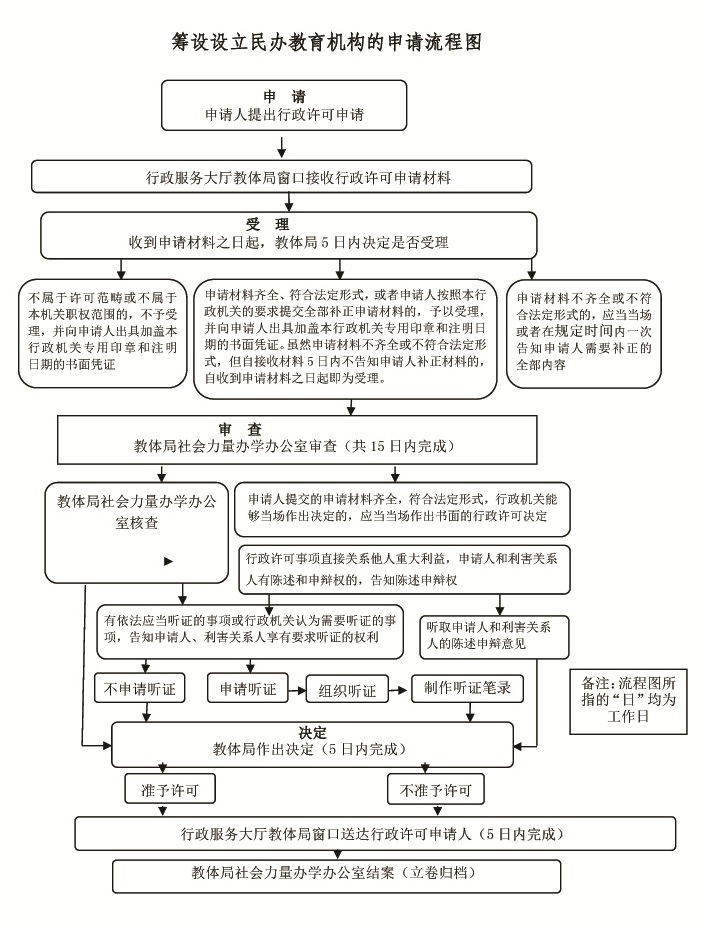 筹设设立民办教育机构的申请流程图
申 请
申请人提出行政许可申请
行政服务大厅教体局窗口接收行政许可申请材料
受 理
收到申请材料之日起，教体局 5 日内决定是否受理
不属于许可范畴或不属于
本机关职权范围的，不予受
理，并向申请人出具加盖本
行政机关专用印章和注明
日期的书面凭证
申请材料齐全、符合法定形式，或者申请人按照本行
政机关的要求提交全部补正申请材料的，予以受理，
并向申请人出具加盖本行政机关专用印章和注明日
期的书面凭证。虽然申请材料不齐全或不符合法定形
式，但自接收材料 5 日内不告知申请人补正材料的，
自收到申请材料之日起即为受理。
申请材料不齐全或不符
合法定形式的，应当当场
或者在规定时间内一次
告知申请人需要补正的
全部内容
审 查
教体局社会力量办学办公室审查（共 15 日内完成）
教体局社会力量办学办公
室核查
申请人提交的申请材料齐全，符合法定形式，行政机关能
够当场作出决定的，应当当场作出书面的行政许可决定
行政许可事项直接关系他人重大利益，申请人和利害关系
人有陈述和申辩权的，告知陈述申辩权
有依法应当听证的事项或行政机关认为需要听证的事
项，告知申请人、利害关系人享有要求听证的权利
听取申请人和利害关系
人的陈述申辩意见
不申请听证
申请听证
组织听证
制作听证笔录
备注：流程图所
指的“日”均为
工作日
决定
教体局作出决定（5 日内完成）
准予许可
不准予许可
行政服务大厅教体局窗口送达行政许可申请人（5 日内完成）
教体局社会力量办学办公室结案（立卷归档）